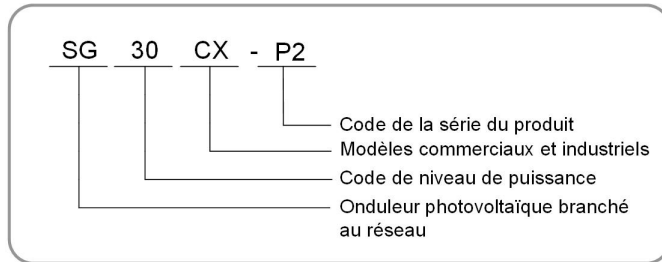 SG 30 CX - P2
Code de la série du produit
Modèles commerciaux et industriels
Code de niveau de puissance
Onduleur photovoltaïque branché
au réseau